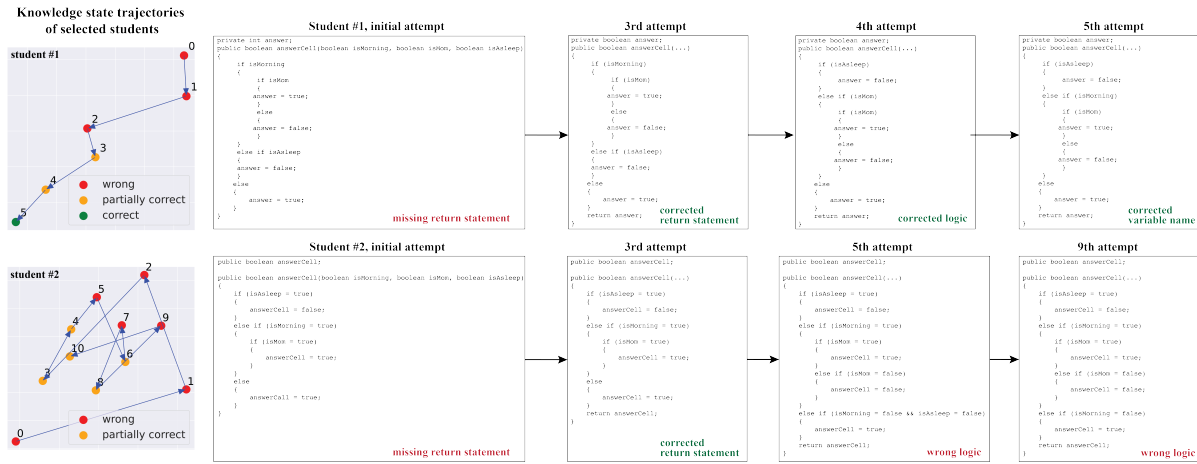 Knowledge state trajectories
of selected students
student #1
0
1
2
3
4
5
wrong
partially correct
correct
Student #1, initial attempt
private int answer;
public boolean answerCell(boolean isMorning, boolean isMom, boolean isAsleep)
{
if isMorning
{
if isMom
{
answer = true;
}
else
{
answer = false;
}
}
else if isAsleep
{
answer = false;
}
else
{
answer = true;
}
}
missing return statement
3rd attempt
private boolean answer;
public boolean answerCell(...)
{
if (isMorning)
{
if (isMom)
{
answer = true;
}
else
{
answer = false;
}
}
else if (isAsleep)
{
answer = false;
}
else
{
answer = true;
}
return answer;
}
corrected
return statement
4th attempt
private boolean answer;
public boolean answerCell(...)
{
if (isAsleep)
{
answer = false;
}
else if (isMom)
{
if (isMom)
{
answer = true;
}
else
{
answer = false;
}
}
return answer;
}
corrected logic
5th attempt
private boolean answer;
public boolean answerCell(...)
{
if (isAsleep)
{
answer = false;
}
else if (isMorning)
{
if (isMom)
{
answer = true;
}
else
{
answer = false;
}
}
return answer;
}
corrected
variable name
student #2
2
5
4
7
9
10
6
3
8
1
0
wrong
partially correct
Student #2, initial attempt
public boolean answerCell;
public boolean answerCell(boolean isMorning, boolean isMom, boolean isAsleep)
{
if (isAsleep = true)
{
answerCell = false;
}
else if (isMorning = true)
{
if (isMom = true)
{
answerCell = true;
}
}
else
{
answerCall = true;
}
}
missing return statement
3rd attempt
public boolean answerCell;
public boolean answerCell(...)
{
if (isAsleep = true)
{
answerCell = false;
}
else if (isMorning = true)
{
if (isMom = true)
{
answerCell = true;
}
}
else
{
answerCell = true;
}
return answerCell;
}
corrected
return statement
5th attempt
public boolean answerCell;
public boolean answerCell(...)
{
if (isAsleep = true)
{
answerCell = false;
}
else if (isMorning = true)
{
if (isMom = true)
{
answerCell = true;
}
else if (isMom = false)
{
answerCell = false;
}
}
else if (isMorning = false && isAsleep = false)
{
answerCell = true;
}
return answerCell;
}
wrong logic
9th attempt
public boolean answerCell;
public boolean answerCell(...)
{
if (isAsleep = true)
{
answerCell = false;
}
else if (isMorning = true)
{
if (isMom = true)
{
answerCell = true;
}
else if (isMom = false)
{
answerCell = false;
}
}
else if (isMorning = false)
{
answerCell = true;
}
return answerCell;
}
wrong logic